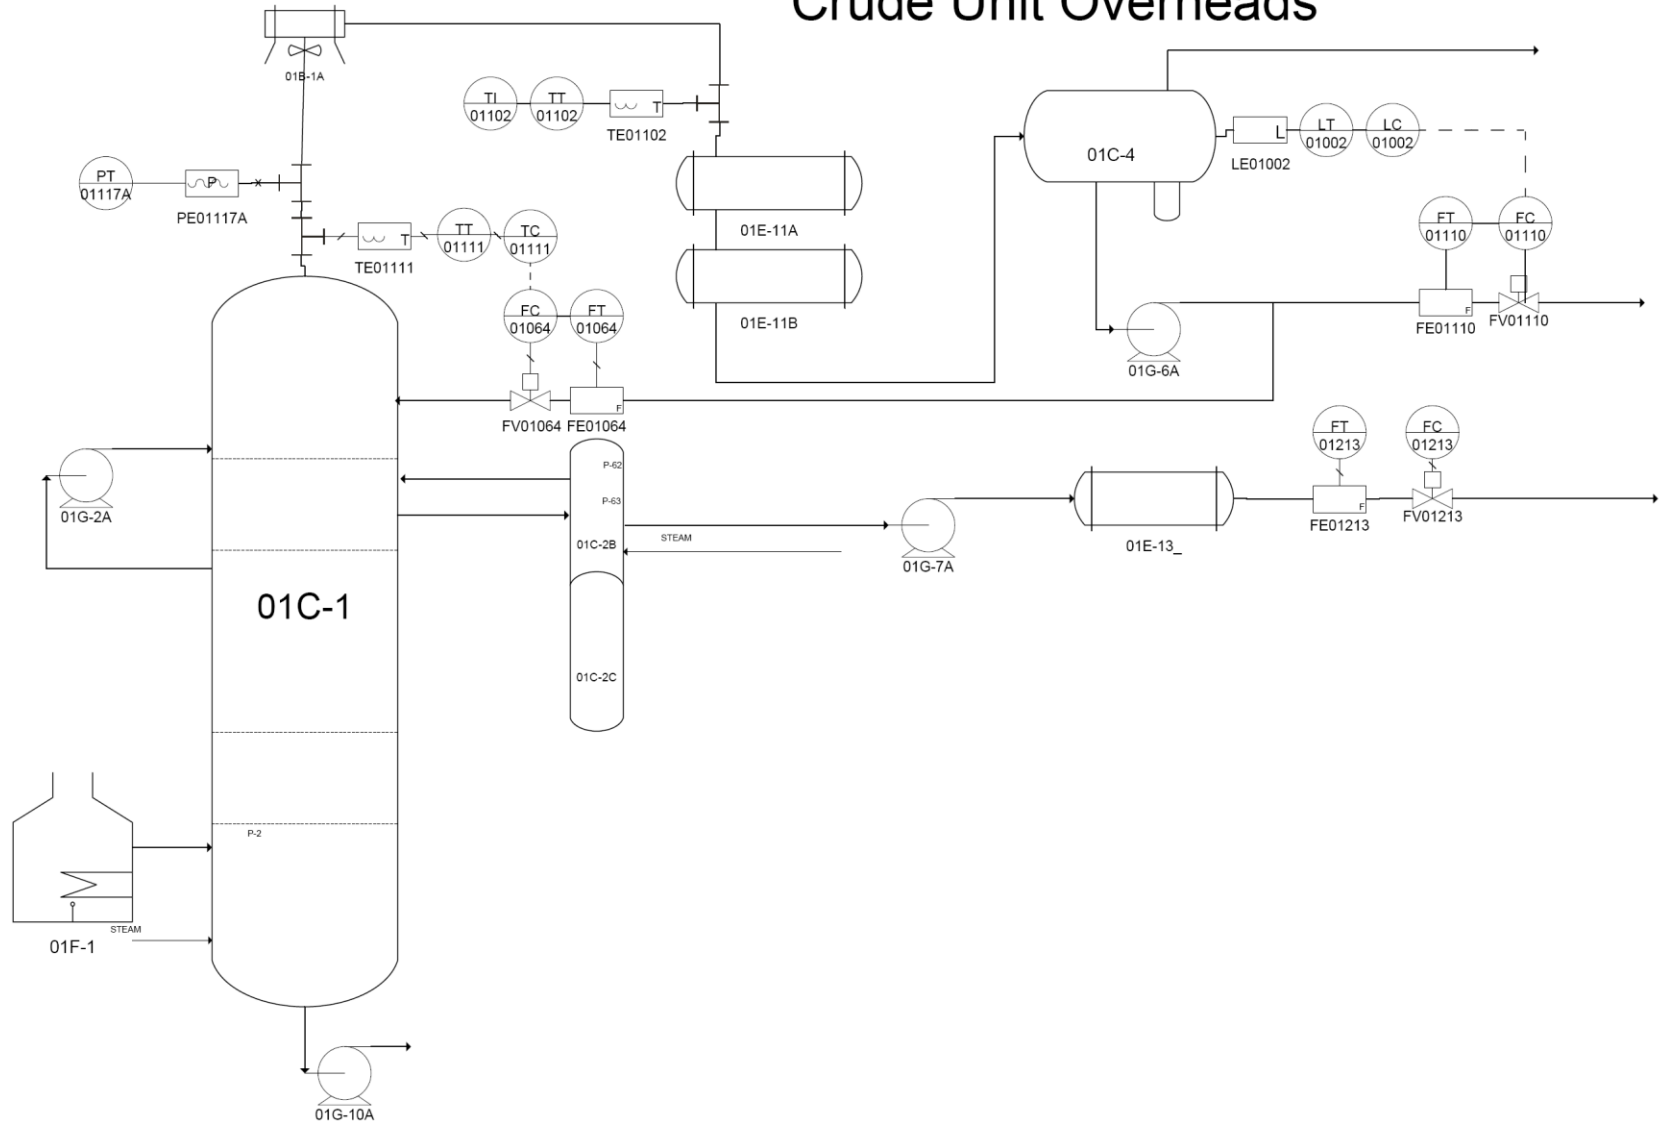 Crude Unit Overheads
01B-1A
TI
01102
TT
01102
T
TE01102
PT
01117A
P
PE01117A
T
TE01111
TT
01111
TC
01111
01E-11A
01E-11B
01C-4
L
LE01002
LT
01002
LC
01002
FT
01110
FC
01110
F
FE01110
FV01110
01G-6A
FC
01064
FT
01064
F
FV01064
FE01064
01G-2A
P-62
P-63
01C-2B
STEAM
01C-2C
01G-7A
01E-13_
FT
01213
FC
01213
F
FE01213
FV01213
01C-1
P-2
STEAM
01F-1
01G-10A